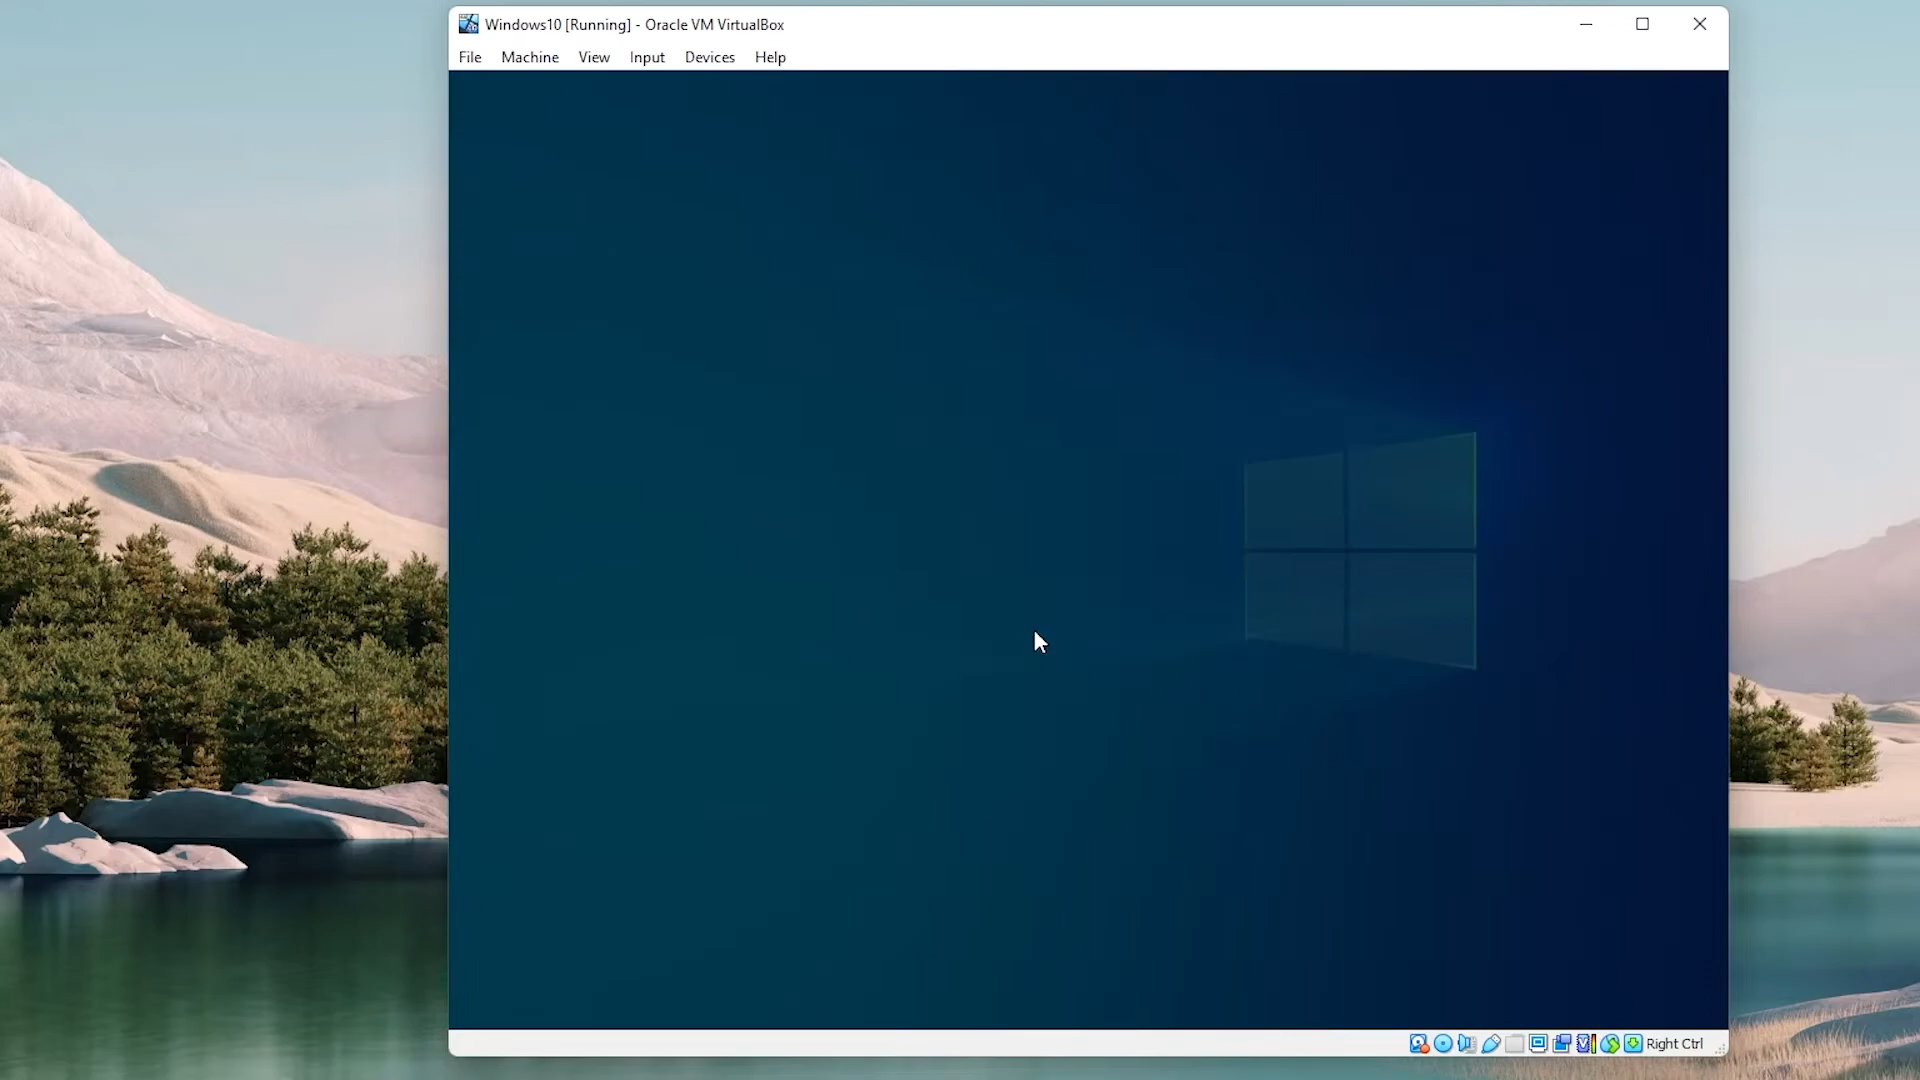 Windows10 [Running] - Oracle VM VirtualBox
File Machine View Input Devices Help
Right Ctrl